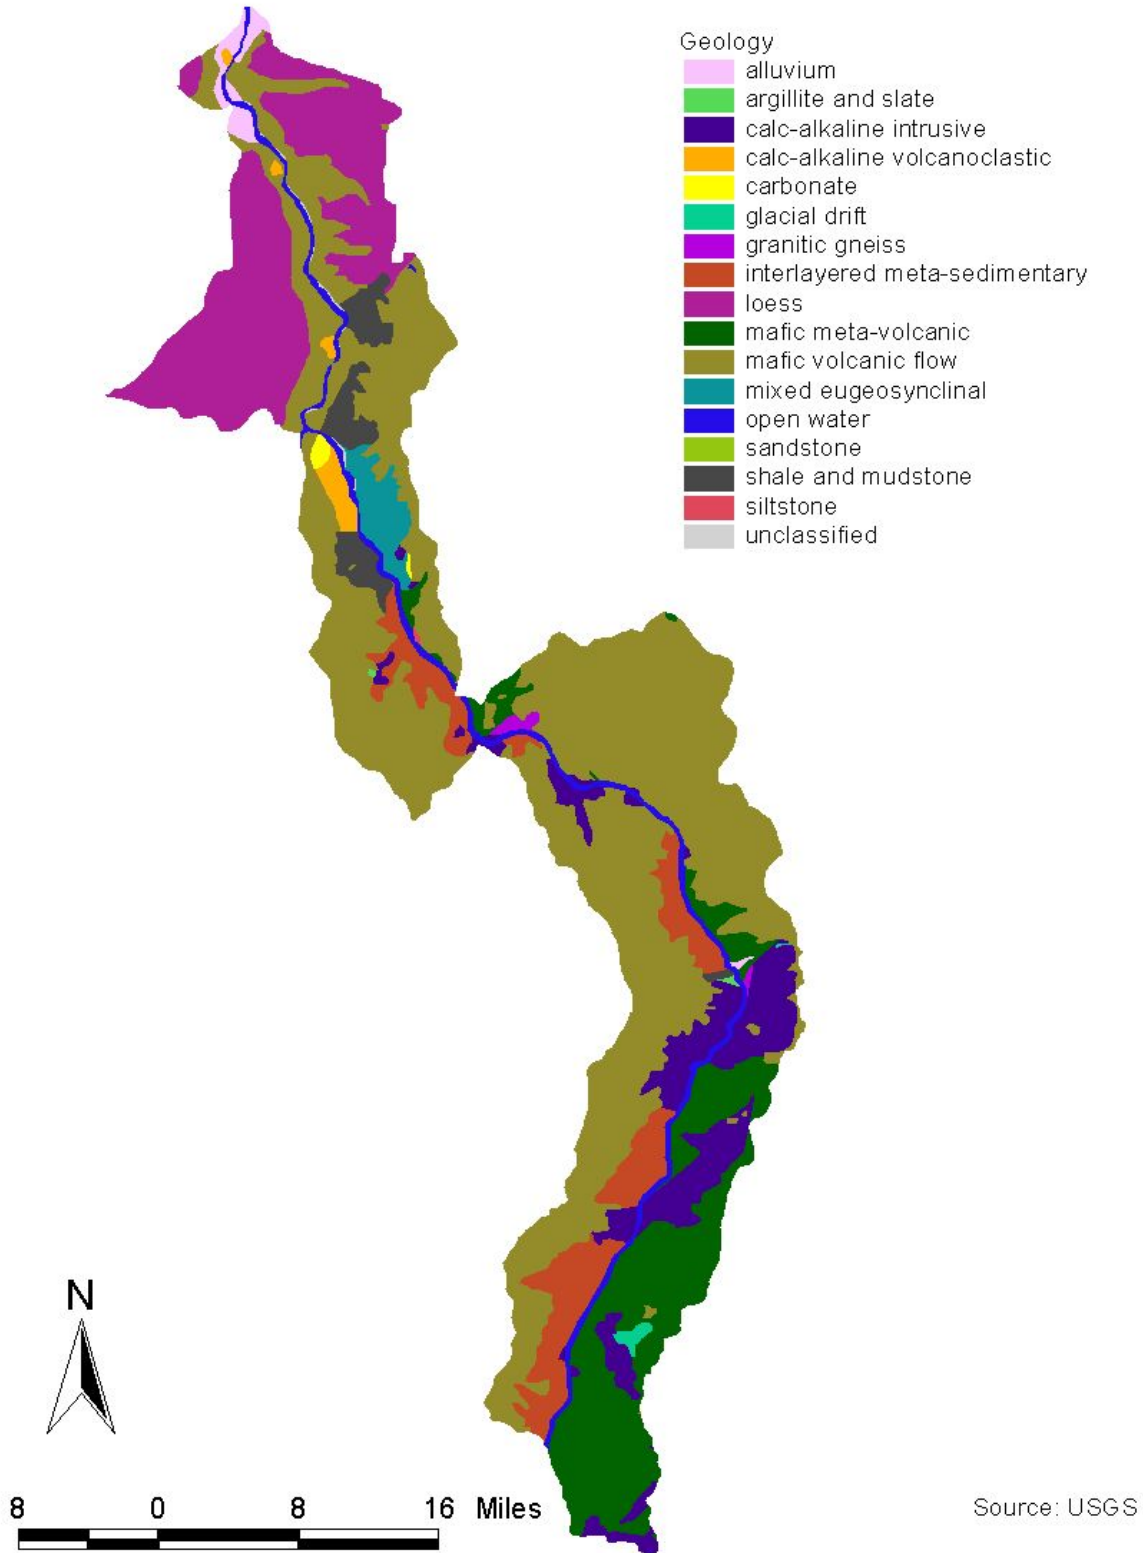 Geology
alluvium
argillite and slate
calc-alkaline intrusive
calc-alkaline volcanoclastic
carbonate
glacial drift
granitic gneiss
interlayered meta-sedimentary
loess
mafic meta-volcanic
mafic volcanic flow
mixed eugeosynclinal
open water
sandstone
shale and mudstone
siltstone
unclassified
N
8 0 8 16 Miles
Source: USGS